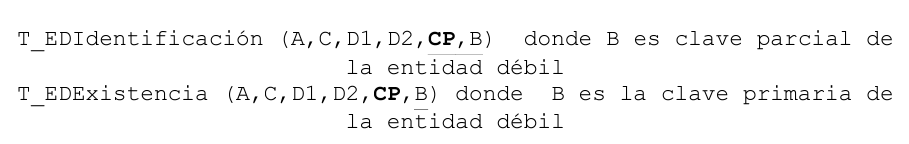 T_EDIdentificación (A,C,D1,D2,CP,B)  donde B es clave parcial de
la entidad débil
T_EDExistencia (A,C,D1,D2,CP,B) donde  B es la clave primaria de
la entidad débil